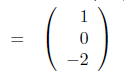 = ( 1
0
−2 )